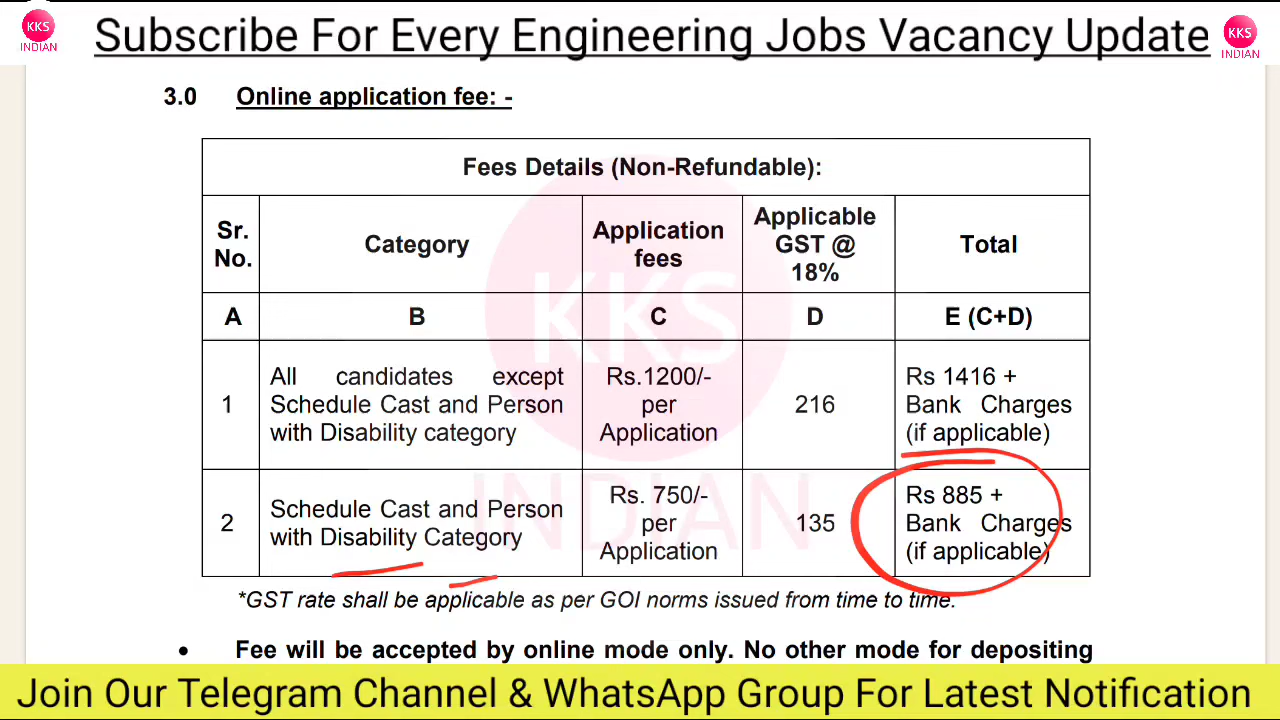 KKS
INDIAN
Subscribe For Every Engineering Jobs Vacancy Update
KKS
INDIAN
3.0 Online application fee: -
Fees Details (Non-Refundable):
Sr. No.
Category
Application fees
Applicable GST @ 18%
Total
A B C D E (C+D)
1
All candidates except
Schedule Cast and Person
with Disability category
Rs.1200/-
per
Application
216
Rs 1416 +
Bank Charges
(if applicable)
2
Schedule Cast and Person
with Disability Category
Rs. 750/-
per
Application
135
Rs 885 +
Bank Charges
(if applicable)
KKS
INDIAN
*GST rate shall be applicable as per GOI norms issued from time to time.
• Fee will be accepted by online mode only. No other mode for depositing
Join Our Telegram Channel & WhatsApp Group For Latest Notification